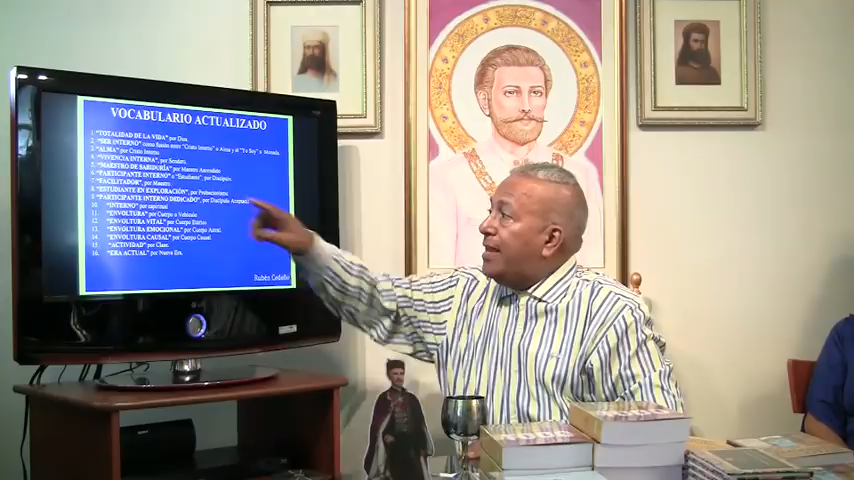 VOCABULARIO ACTUALIZADO
1. "TOTALIDAD DE LA VIDA" por Dios.
2. "SER INTERNO" como fusión entre "Cristo Interno" o Alma y el "Yo Soy" o Mónada.
3. "ALMA" por Cristo Interno
4. "VIVENCIA INTERNA" por Sendero.
5. "MAESTRO DE SABIDURÍA" por Maestro Ascendido
6. "PARTICIPANTE INTERNO" o "Estudiante", por Discípulo.
7. "FACILITADOR", por Maestro.
8. "ESTUDIANTE EN EXPLORACIÓN", por Probacionista
9. "PARTICIPANTE INTERNO DEDICADO", por Discípulo Aceptado
10. "INTERNO" por espiritual
11. "ENVOLTURA" por Cuerpo o Vehículo
12. "ENVOLTURA VITAL" por Cuerpo Etérico
13. "ENVOLTURA EMOCIONAL" por Cuerpo Astral
14. "ENVOLTURA CAUSAL" por Cuerpo Causal
15. "ACTIVIDAD" por Clase.
16. "ERA ACTUAL" por Nueva Era.
Rubén Cedeño
LG